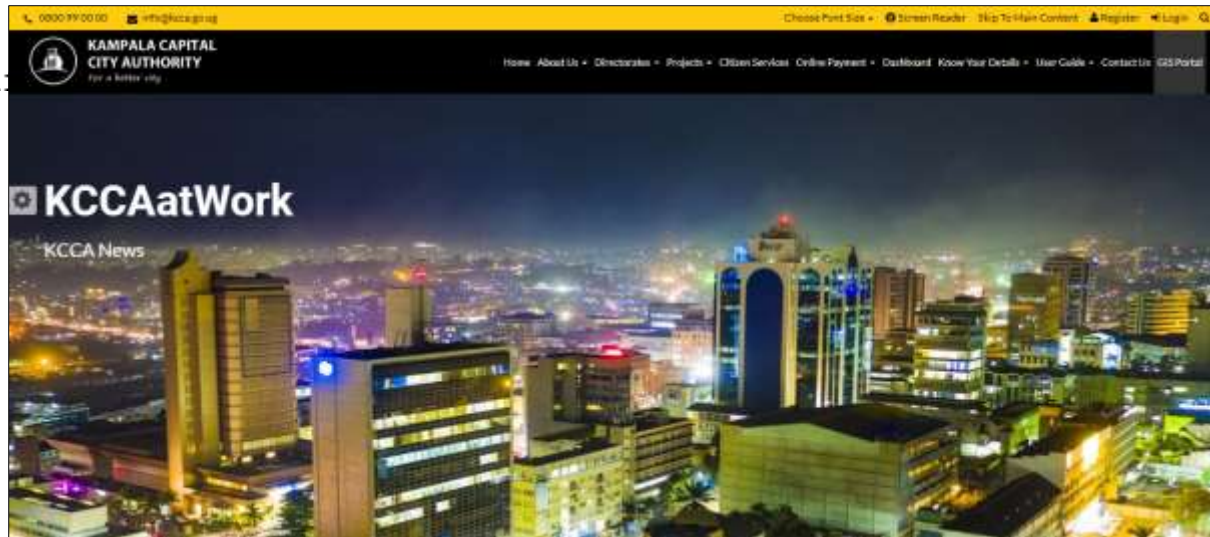 0800 99 00 00 info@kcca.go.ug Choose Font Size Screen Reader Skip To Main Content Register Login
KAMPALA CAPITAL
CITY AUTHORITY
For a better city
Home About Us Directorates Projects Citizen Services Online Payment Dashboard Know Your Details User Guide Contact Us GIS Portal
KCCAatWork
KCCA News